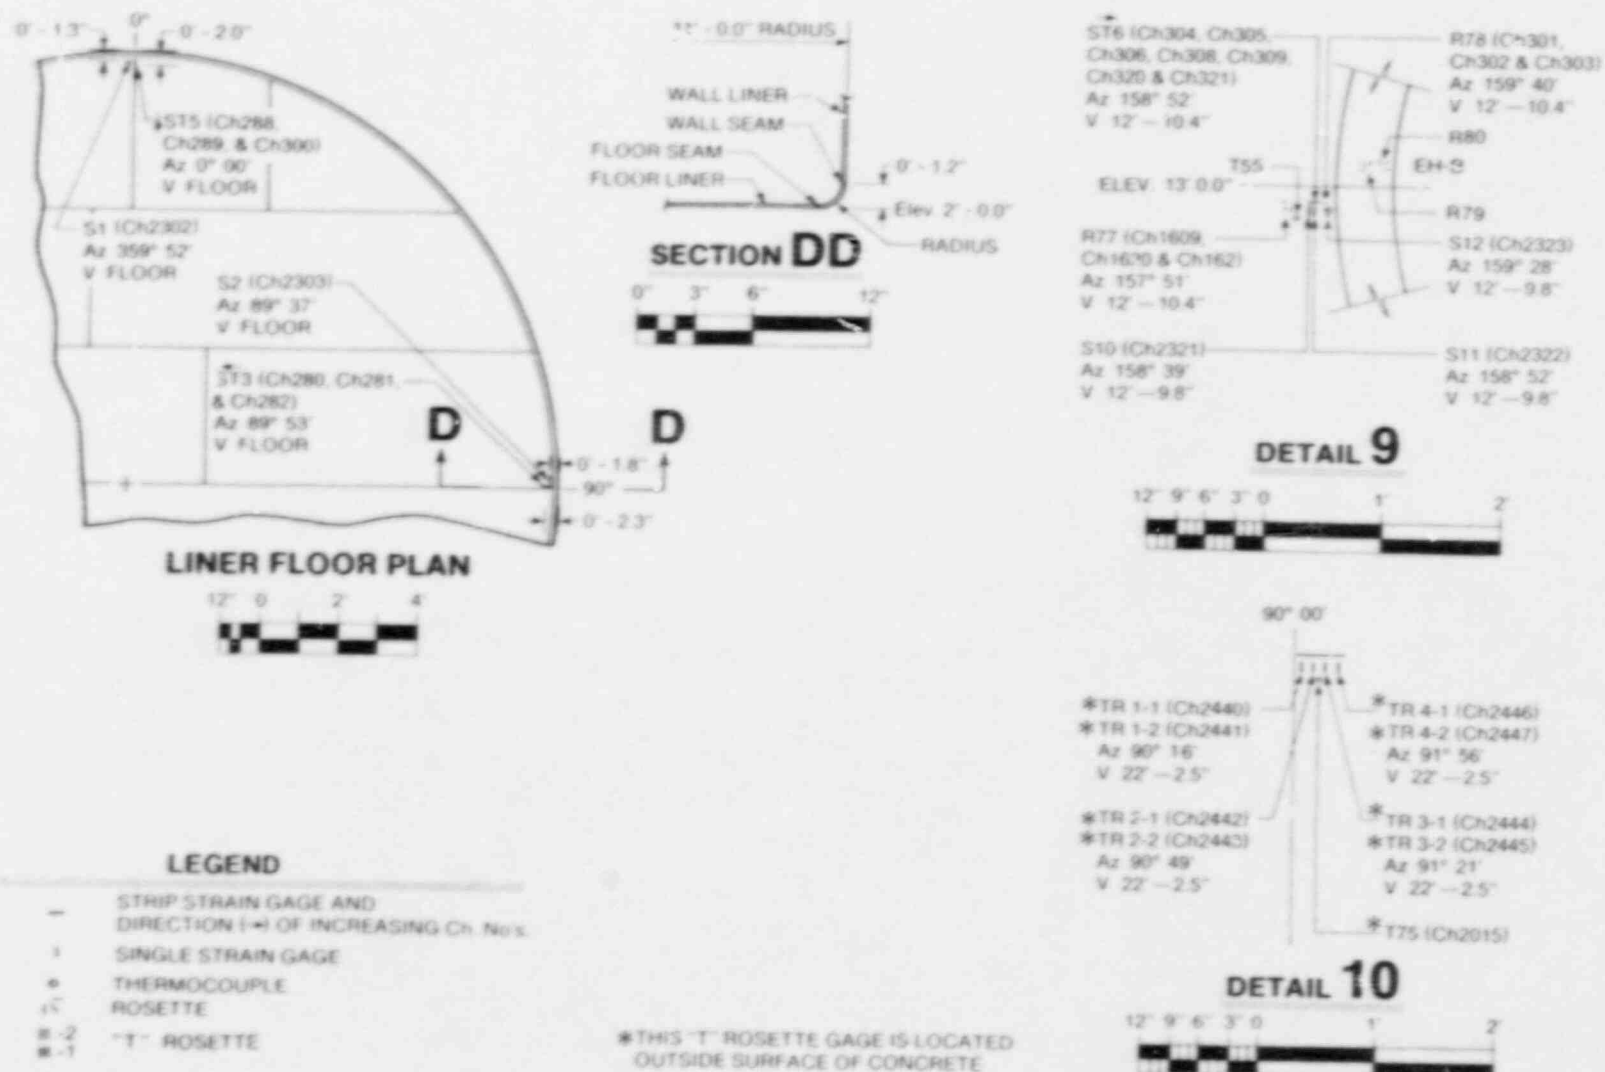 0' - 1.3"
0°
0' - 2.0"
ST5 (Ch288,
Ch289, & Ch300)
Az 0° 00'
V FLOOR
S1 (Ch2302)
Az 359° 52'
V FLOOR
S2 (Ch2303)
Az 89° 37'
V FLOOR
ST3 (Ch280, Ch281,
& Ch282)
Az 89° 53'
V FLOOR
D
D
0' - 1.8"
90°
0' - 2.3"
LINER FLOOR PLAN
12" 0 2' 4'
- 0.0" RADIUS
WALL LINER
WALL SEAM
FLOOR SEAM
FLOOR LINER
0' - 1.2"
Elev. 2' - 0.0"
RADIUS
SECTION DD
0" 3" 6" 12"
ST6 (Ch304, Ch305,
Ch306, Ch308, Ch309,
Ch320 & Ch321)
Az 158° 52'
V 12' — 10.4"
R78 (Ch301,
Ch302 & Ch303)
Az 159° 40'
V 12' — 10.4"
R80
T55
ELEV. 13' 0.0"
R79
R77 (Ch1609,
Ch1620 & Ch162)
Az 157° 51'
V 12' — 10.4"
S12 (Ch2323)
Az 159° 28'
V 12' — 9.8"
S10 (Ch2321)
Az 158° 39'
V 12' — 9.8"
S11 (Ch2322)
Az 158° 52'
V 12' — 9.8"
DETAIL 9
12" 9" 6" 3" 0 1' 2'
90° 00'
*TR 1-1 (Ch2440)
*TR 1-2 (Ch2441)
Az 90° 16'
V 22' — 2.5"
*TR 4-1 (Ch2446)
*TR 4-2 (Ch2447)
Az 91° 56'
V 22' — 2.5"
*TR 2-1 (Ch2442)
*TR 2-2 (Ch2443)
Az 90° 49'
V 22' — 2.5"
*TR 3-1 (Ch2444)
*TR 3-2 (Ch2445)
Az 91° 21'
V 22' — 2.5"
*T75 (Ch2015)
DETAIL 10
12" 9" 6" 3" 0 1' 2'
LEGEND
STRIP STRAIN GAGE AND
DIRECTION (→) OF INCREASING Ch. No's.
SINGLE STRAIN GAGE
THERMOCOUPLE
ROSETTE
-2
-1
"T" ROSETTE
*THIS "T" ROSETTE GAGE IS LOCATED
OUTSIDE SURFACE OF CONCRETE